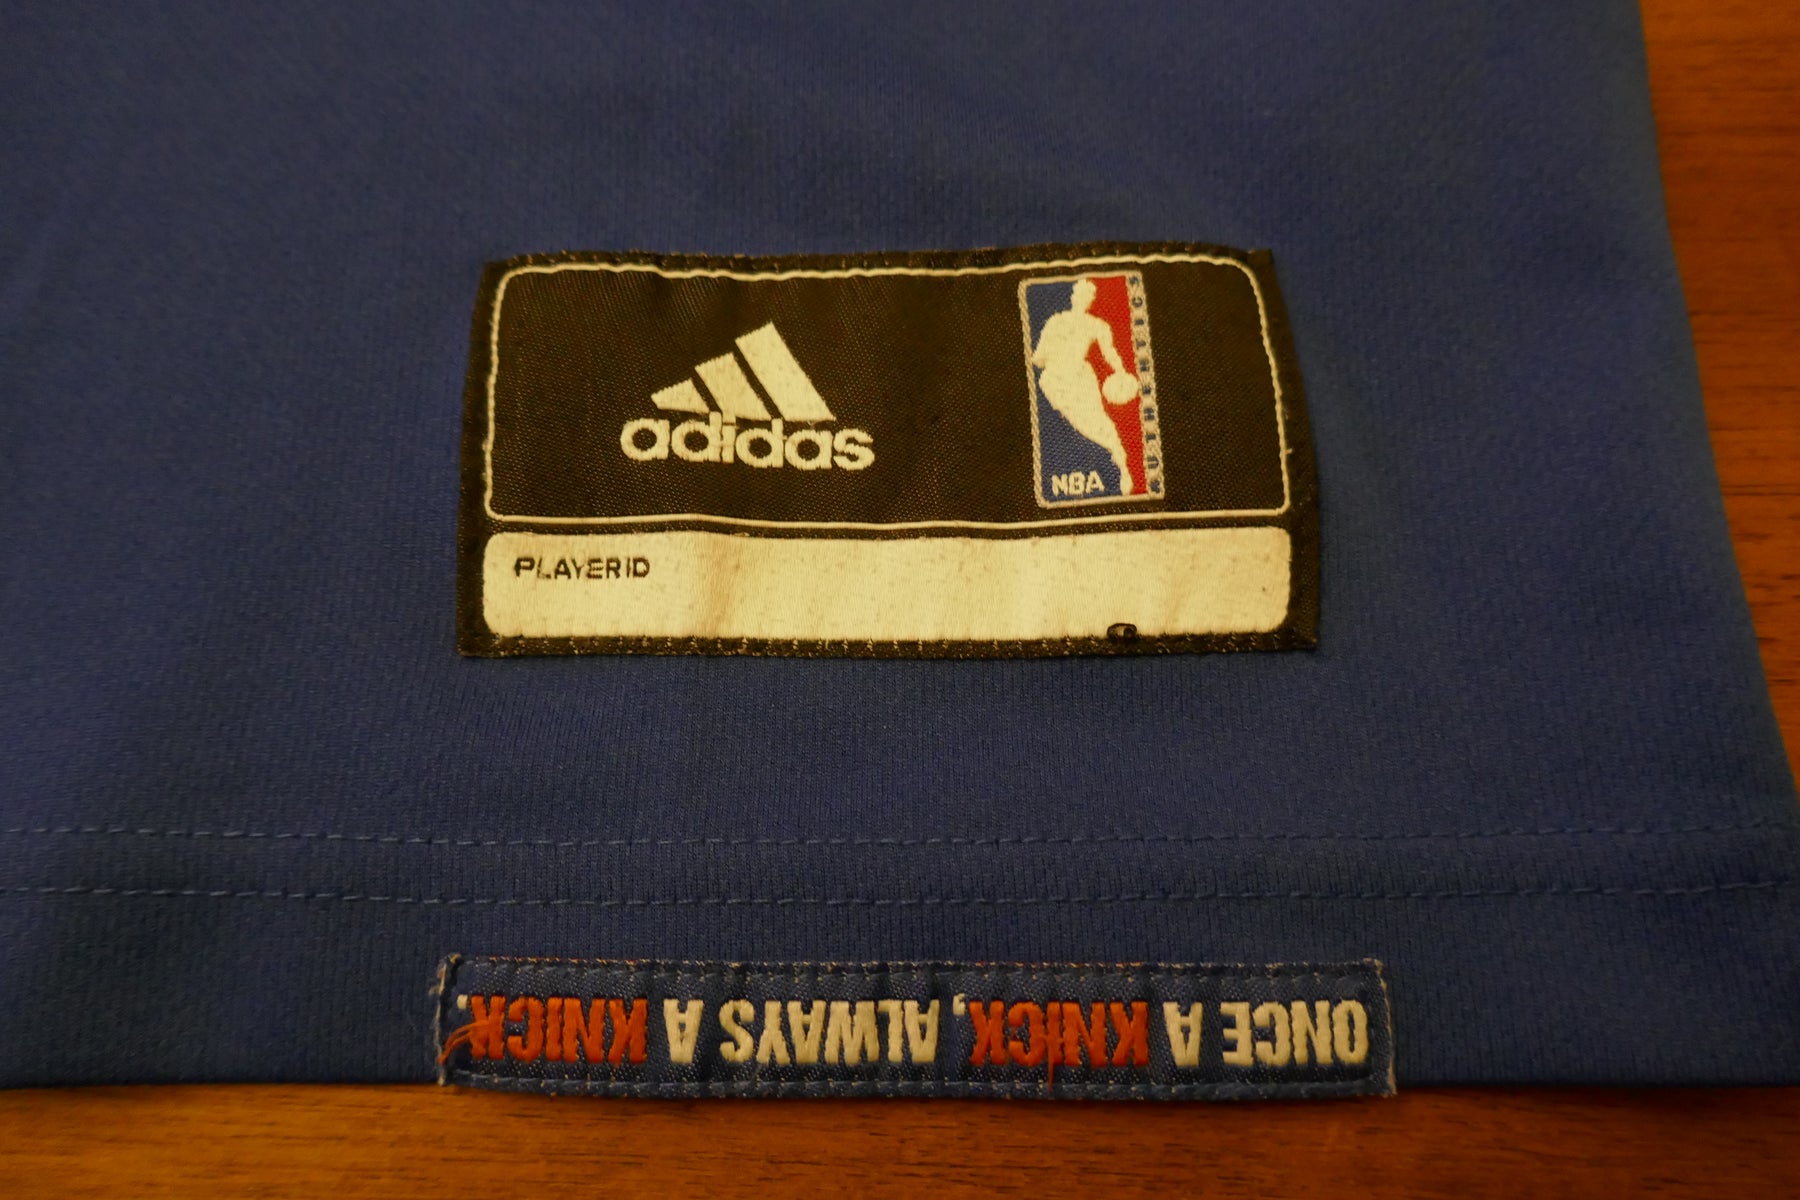 adidas
NBA
AUTHENTICS
PLAYER ID
ONCE A KNICK, ALWAYS A KNICK.